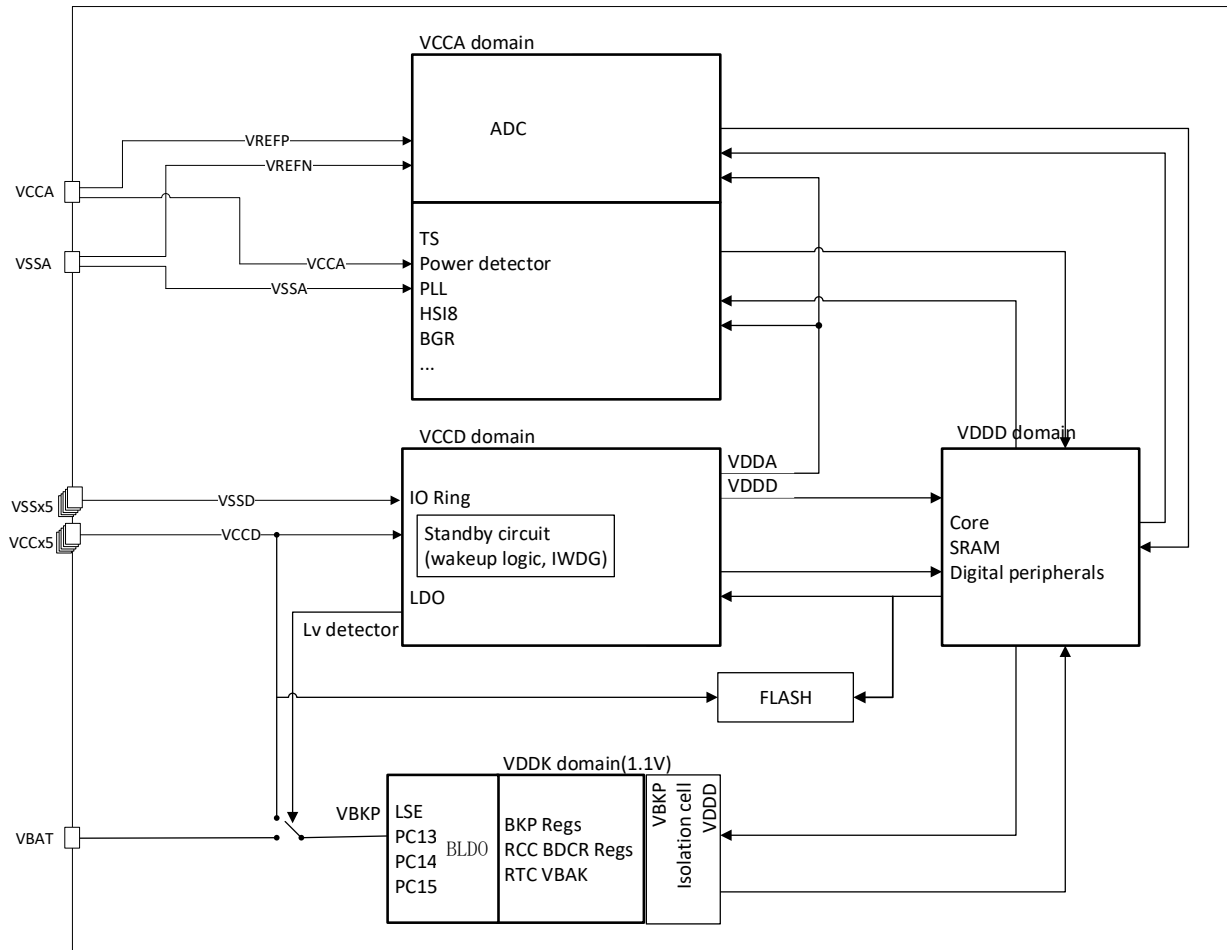 VCCA domain
ADC
VREFP
VREFN
VCCA
VSSA
TS
Power detector
VCCA
PLL
VSSA
HSI8
BGR
...
VCCD domain
VDDD domain
VDDA
VDDD
IO Ring
VSSx5
VSSD
VCCx5
VCCD
Standby circuit
(wakeup logic, IWDG)
Core
SRAM
Digital peripherals
LDO
Lv detector
FLASH
VDDK domain(1.1V)
VBAT
VBKP
LSE
PC13
PC14
PC15
BLDO
BKP Regs
RCC BDCR Regs
RTC VBAK
VBKP
VDDD
Isolation cell